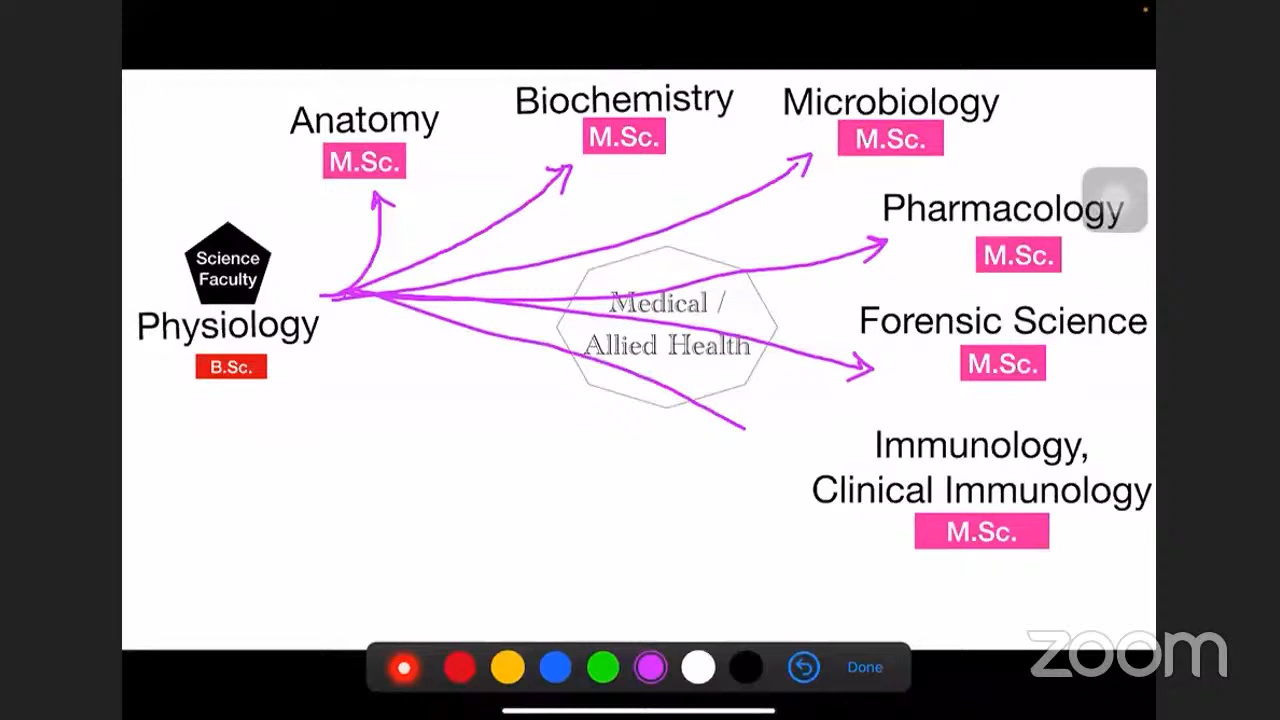 Anatomy
M.Sc.
Biochemistry
M.Sc.
Microbiology
M.Sc.
Pharmacology
M.Sc.
Science
Faculty
Physiology
B.Sc.
Medical /
Allied Health
Forensic Science
M.Sc.
Immunology,
Clinical Immunology
M.Sc.
zoom
Done